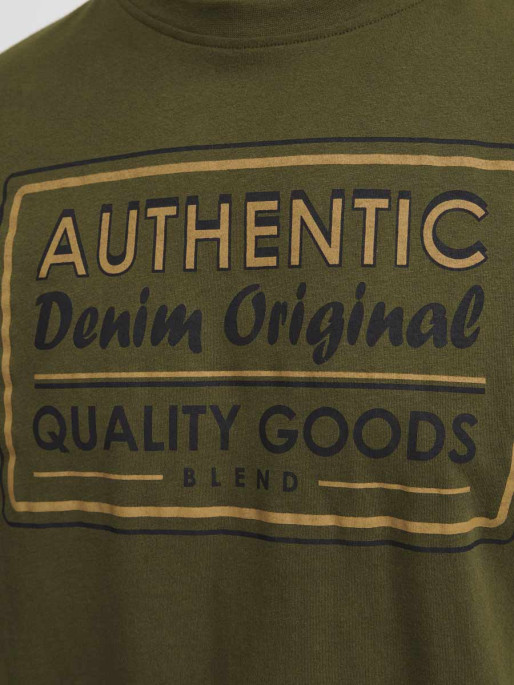 AUTHENTIC
Denim Original
QUALITY GOODS
BLEND